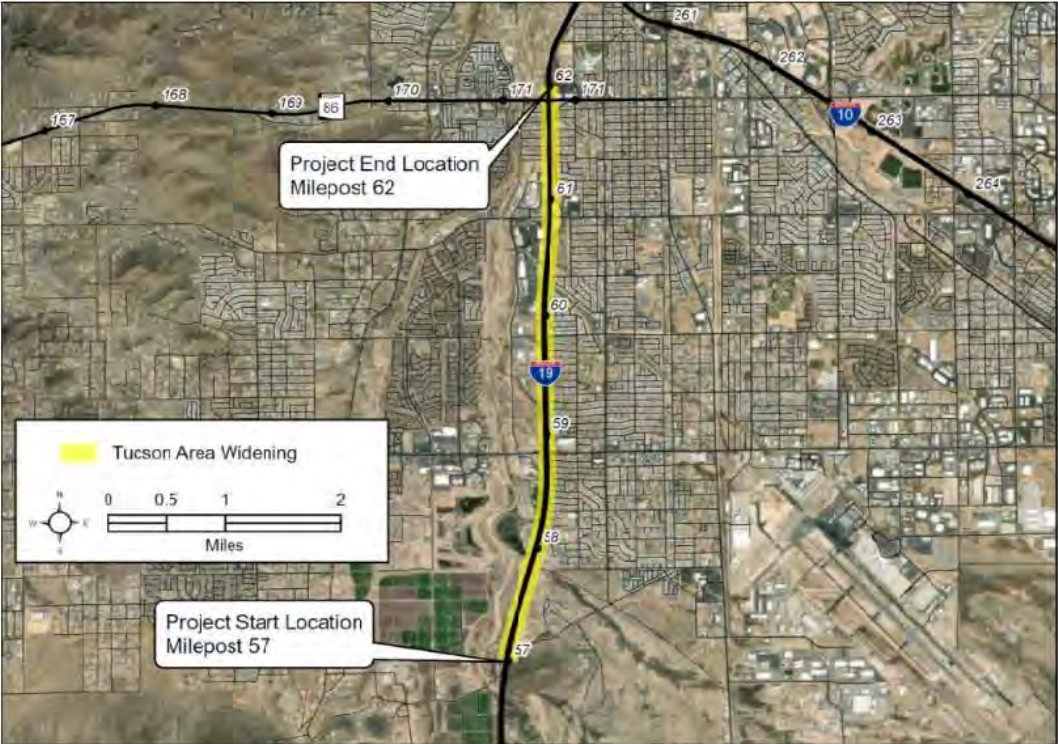 261
62
262
168
170
171
171
169
86
10
167
263
Project End Location
Milepost 62
264
61
60
19
59
Tucson Area Widening
N
0 0.5 1 2
W E
S
Miles
58
Project Start Location
Milepost 57
57